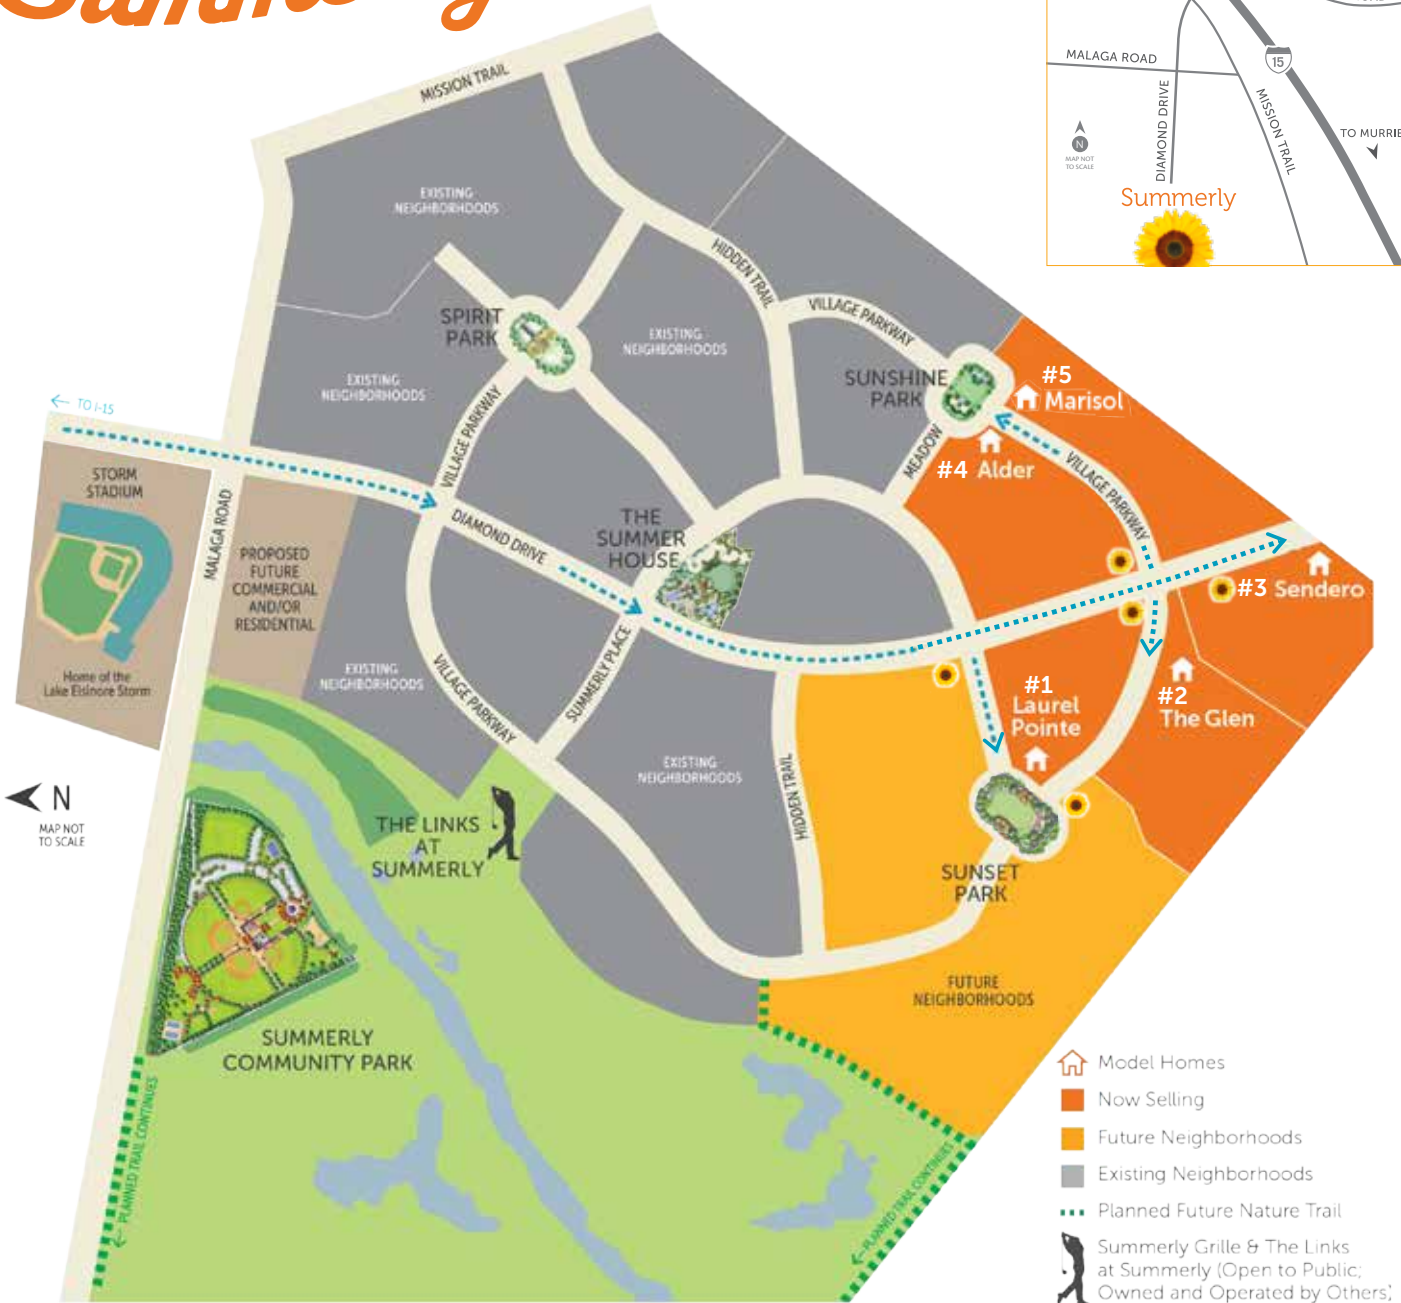 MALAGA ROAD
DIAMOND DRIVE
MISSION TRAIL
15
N
MAP NOT
TO SCALE
Summerly
MISSION TRAIL
EXISTING
NEIGHBORHOODS
HIDDEN TRAIL
VILLAGE PARKWAY
SPIRIT
PARK
EXISTING
NEIGHBORHOODS
EXISTING
NEIGHBORHOODS
SUNSHINE
PARK
#5
Marisol
← TO I-15
VILLAGE PARKWAY
MEADOW
#4 Alder
VILLAGE PARKWAY
STORM
STADIUM
MALAGA ROAD
DIAMOND DRIVE
THE
SUMMER
HOUSE
PROPOSED
FUTURE
COMMERCIAL
AND/OR
RESIDENTIAL
#3 Sendero
Home of the
Lake Elsinore Storm
EXISTING
NEIGHBORHOODS
VILLAGE PARKWAY
SUMMERLY PLACE
#1
Laurel
Pointe
#2
The Glen
EXISTING
NEIGHBORHOODS
HIDDEN TRAIL
N
MAP NOT
TO SCALE
THE LINKS
AT
SUMMERLY
SUNSET
PARK
FUTURE
NEIGHBORHOODS
SUMMERLY
COMMUNITY PARK
← PLANNED TRAIL CONTINUES
← PLANNED TRAIL CONTINUES
Model Homes
Now Selling
Future Neighborhoods
Existing Neighborhoods
Planned Future Nature Trail
Summerly Grille & The Links
at Summerly (Open to Public;
Owned and Operated by Others)